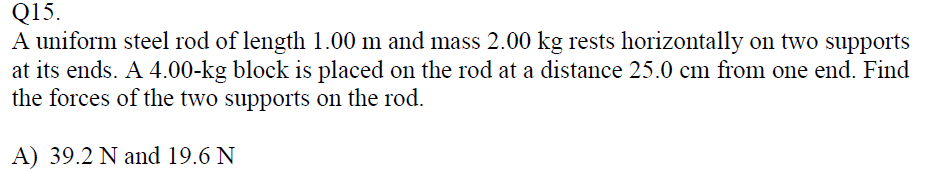 Q15.
A uniform steel rod of length 1.00 m and mass 2.00 kg rests horizontally on two supports
at its ends. A 4.00-kg block is placed on the rod at a distance 25.0 cm from one end. Find
the forces of the two supports on the rod.
A) 39.2 N and 19.6 N